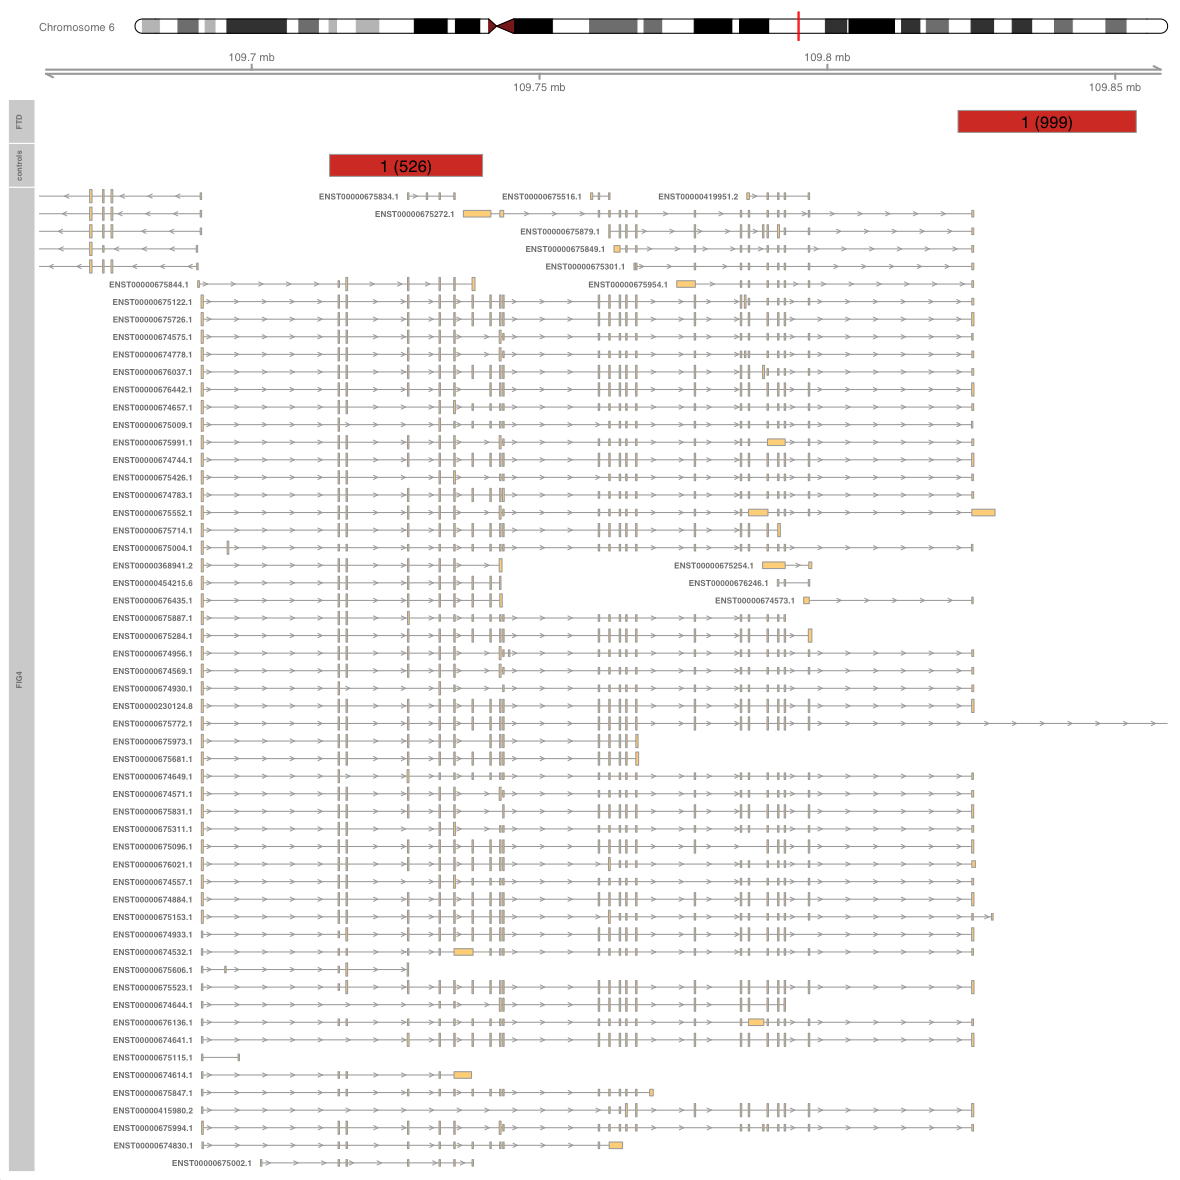 Chromosome 6
109.7 mb
109.8 mb
109.75 mb
109.85 mb
FTD
1 (999)
controls
1 (526)
ENST00000675834.1
ENST00000675516.1
ENST00000419951.2
ENST00000675272.1
ENST00000675879.1
ENST00000675849.1
ENST00000675301.1
ENST00000675844.1
ENST00000675954.1
ENST00000675122.1
ENST00000675726.1
ENST00000674575.1
ENST00000674778.1
ENST00000676037.1
ENST00000676442.1
ENST00000674657.1
ENST00000675009.1
ENST00000675991.1
ENST00000674744.1
ENST00000675426.1
ENST00000674783.1
ENST00000675552.1
ENST00000675714.1
ENST00000675004.1
ENST00000368941.2
ENST00000675254.1
ENST00000454215.6
ENST00000676246.1
ENST00000676435.1
ENST00000674573.1
ENST00000675887.1
ENST00000675284.1
ENST00000674956.1
ENST00000674569.1
FIG4
ENST00000674930.1
ENST00000230124.8
ENST00000675772.1
ENST00000675973.1
ENST00000675681.1
ENST00000674649.1
ENST00000674571.1
ENST00000675831.1
ENST00000675311.1
ENST00000675096.1
ENST00000676021.1
ENST00000674557.1
ENST00000674884.1
ENST00000675153.1
ENST00000674933.1
ENST00000674532.1
ENST00000675606.1
ENST00000675523.1
ENST00000674644.1
ENST00000676136.1
ENST00000674641.1
ENST00000675115.1
ENST00000674614.1
ENST00000675847.1
ENST00000415980.2
ENST00000675994.1
ENST00000674830.1
ENST00000675002.1